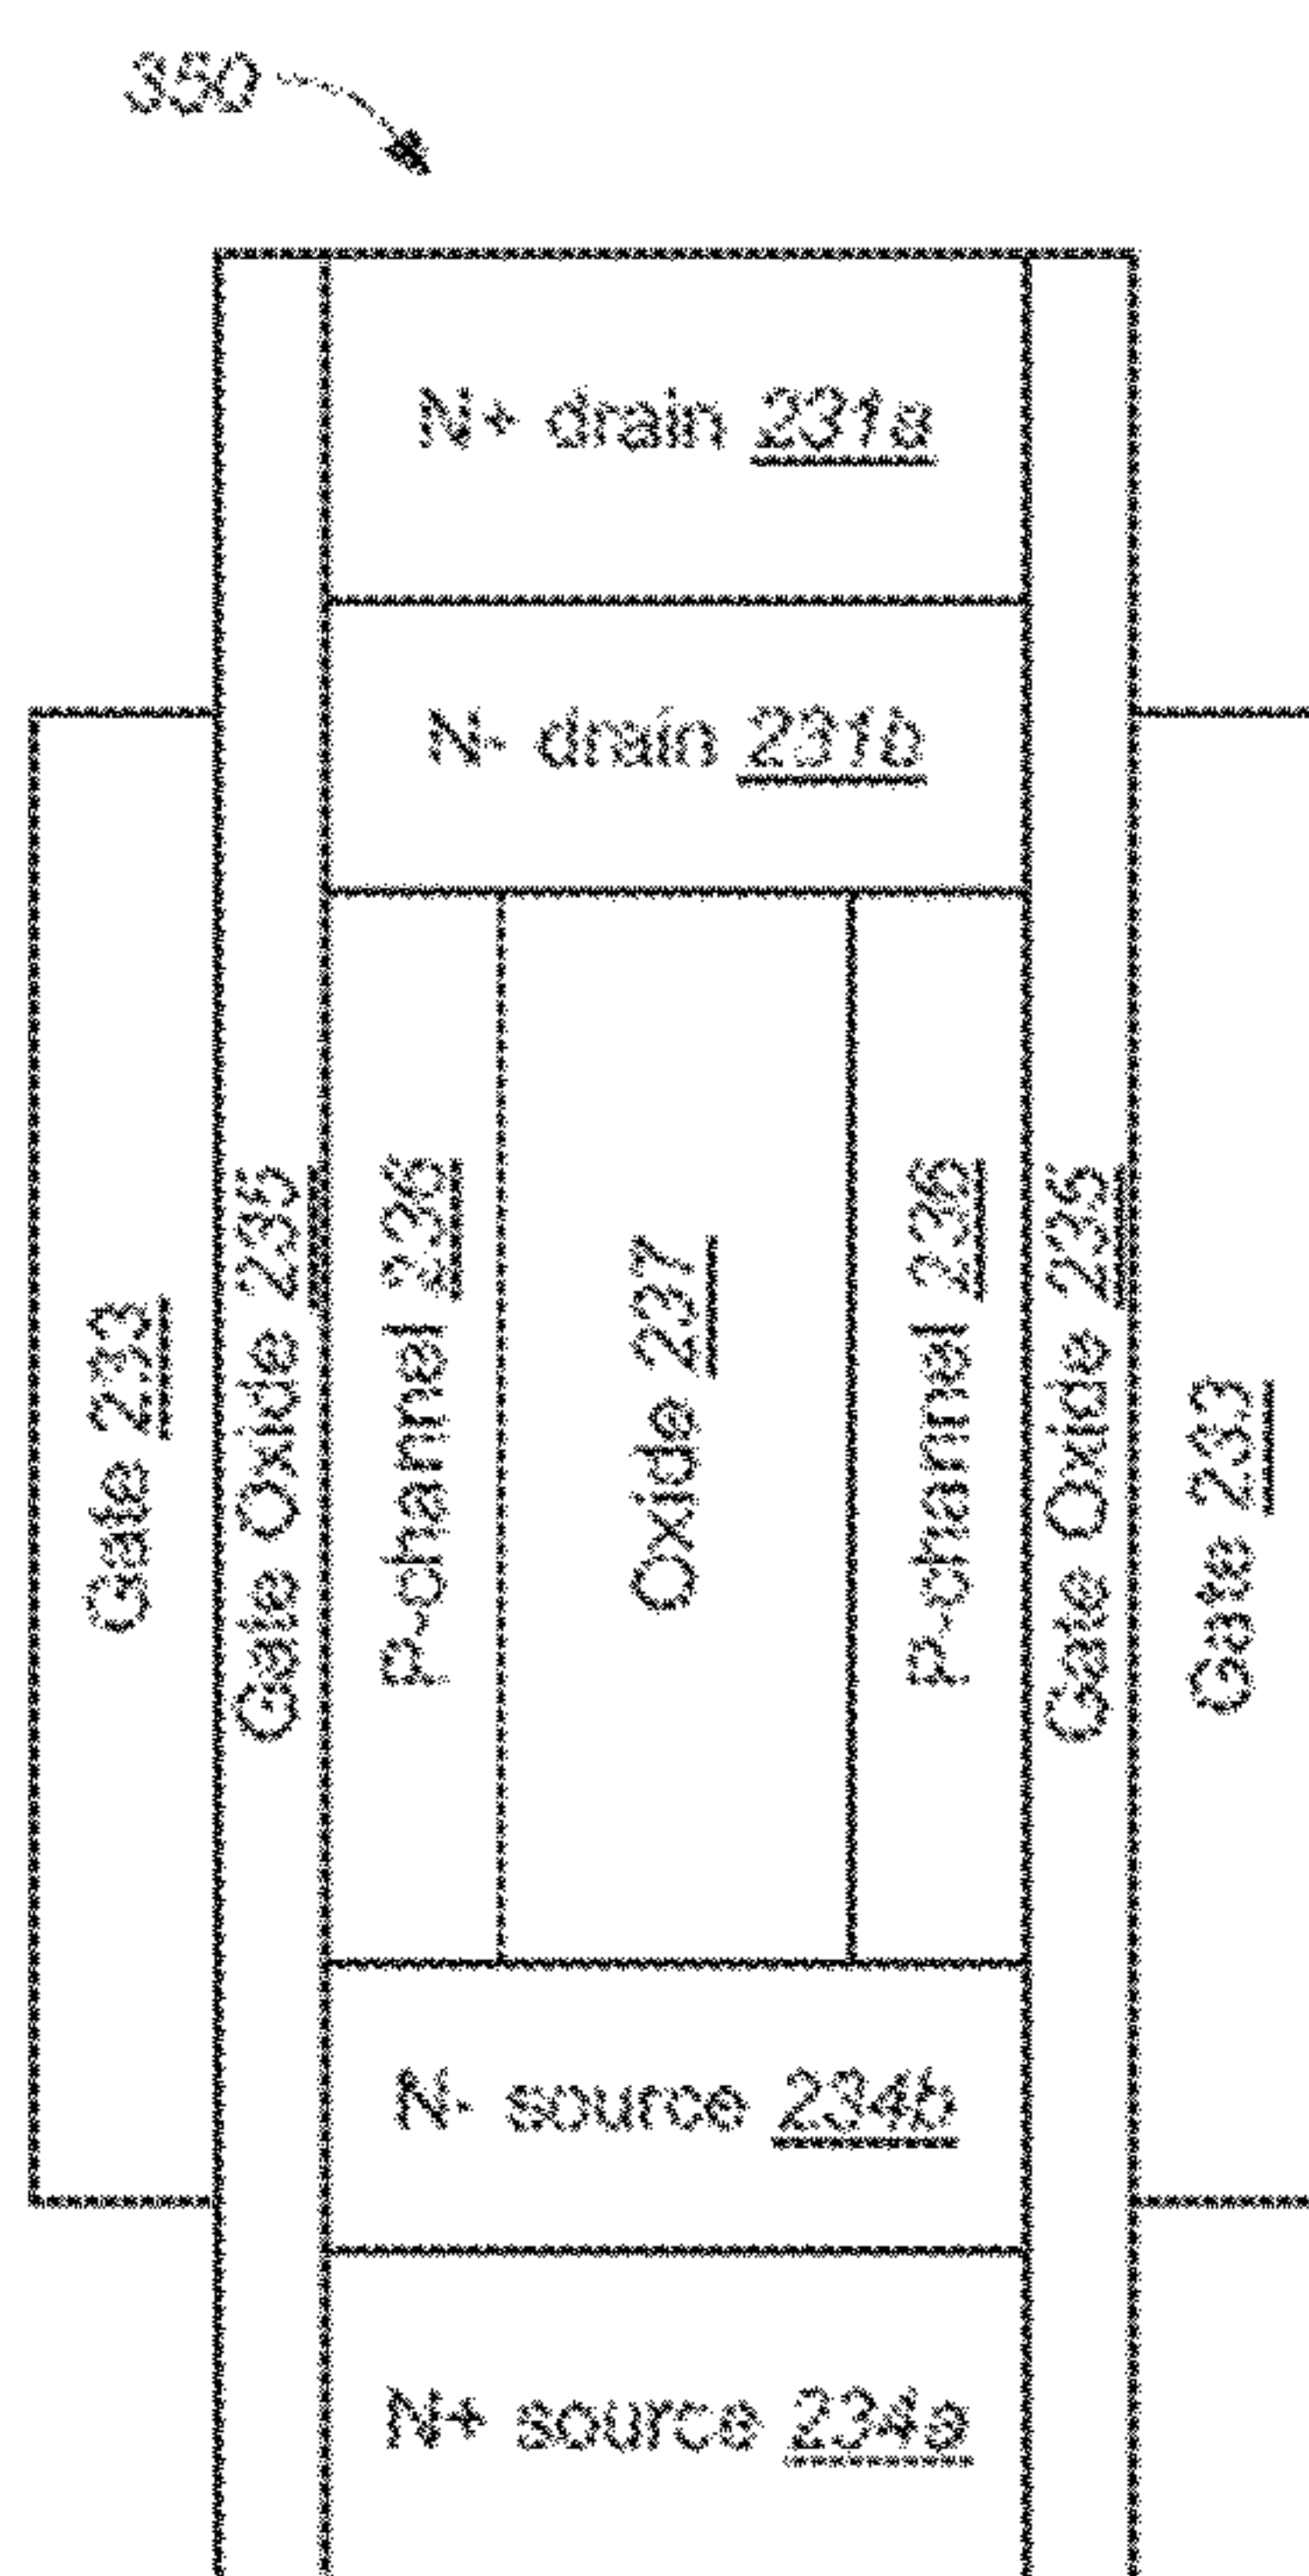 350
N+ drain 231a
N- drain 231b
Gate 233
Gate Oxide 235
P-channel 236
Oxide 237
P-channel 236
Gate Oxide 235
Gate 233
N- source 234b
N+ source 234a